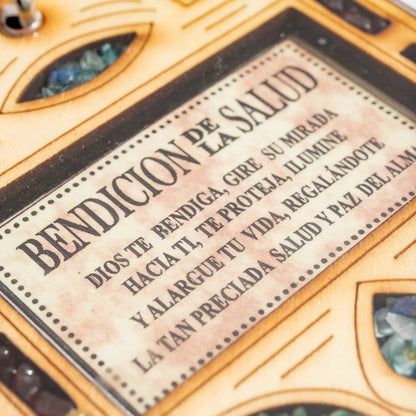 BENDICION DE LA SALUD
DIOS TE BENDIGA, GIRE SU MIRADA
HACIA TI, TE PROTEJA, ILUMINE
Y ALARGUE TU VIDA, REGALÁNDOTE
LA TAN PRECIADA SALUD Y PAZ DEL ALMA